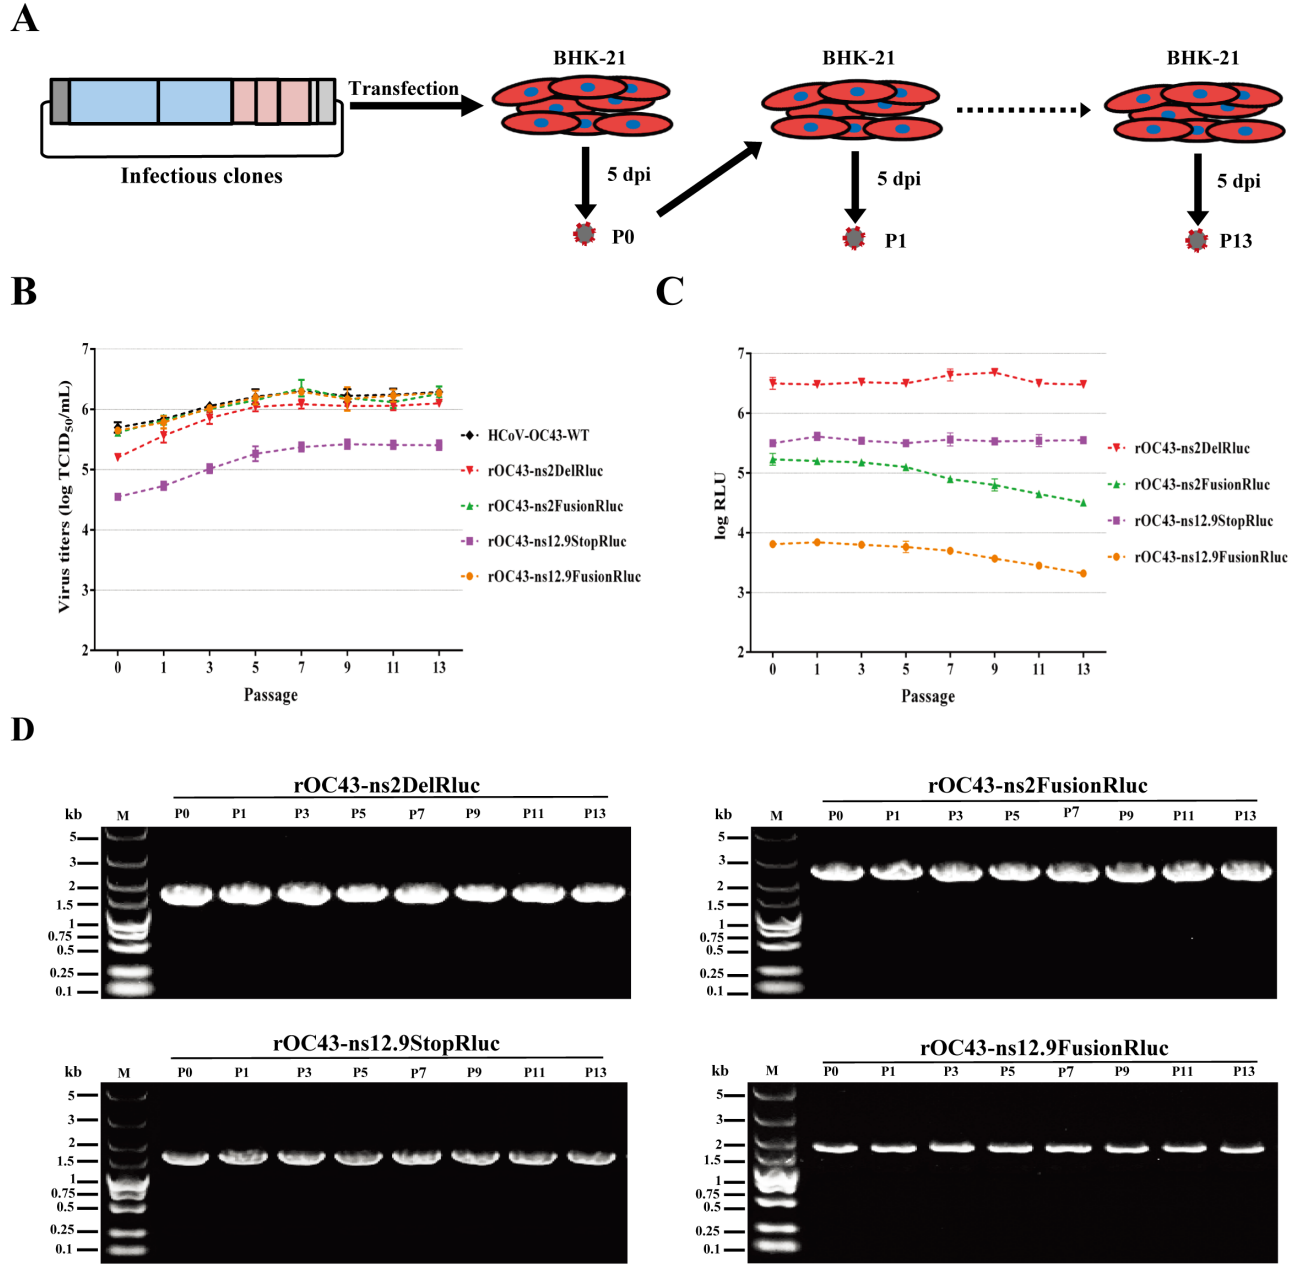 A
BHK-21
BHK-21
BHK-21
Transfection
Infectious clones
5 dpi
5 dpi
5 dpi
P0
P1
P13
B
Virus titers (log TCID50/mL)
7
6
5
4
3
2
0 1 3 5 7 9 11 13
Passage
HCoV-OC43-WT
rOC43-ns2DelRluc
rOC43-ns2FusionRluc
rOC43-ns12.9StopRluc
rOC43-ns12.9FusionRluc
C
log RLU
7
6
5
4
3
2
0 1 3 5 7 9 11 13
Passage
rOC43-ns2DelRluc
rOC43-ns2FusionRluc
rOC43-ns12.9StopRluc
rOC43-ns12.9FusionRluc
D
rOC43-ns2DelRluc
kb M P0 P1 P3 P5 P7 P9 P11 P13
5
3
2
1.5
1
0.75
0.5
0.25
0.1
rOC43-ns2FusionRluc
kb M P0 P1 P3 P5 P7 P9 P11 P13
5
3
2
1.5
1
0.75
0.5
0.25
0.1
rOC43-ns12.9StopRluc
kb M P0 P1 P3 P5 P7 P9 P11 P13
5
3
2
1.5
1
0.75
0.5
0.25
0.1
rOC43-ns12.9FusionRluc
kb M P0 P1 P3 P5 P7 P9 P11 P13
5
3
2
1.5
1
0.75
0.5
0.25
0.1